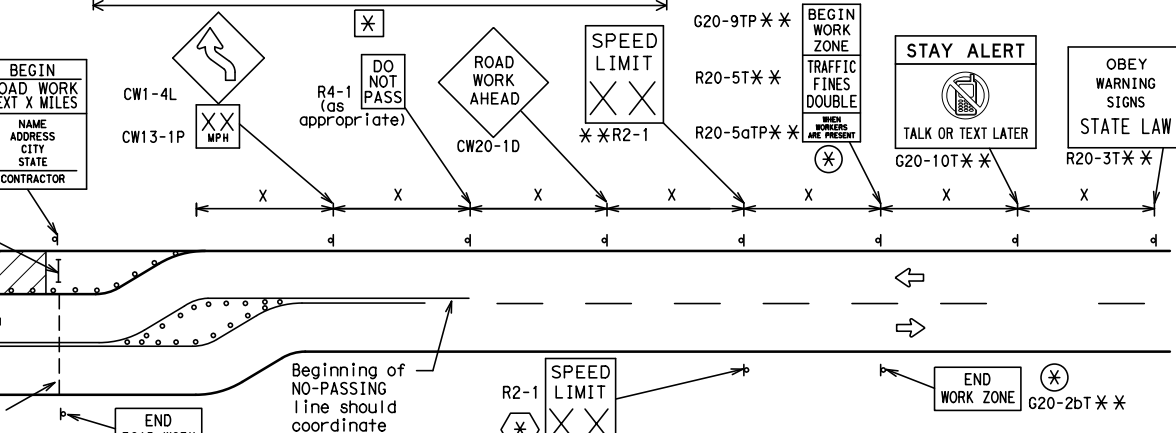 BEGIN
ROAD WORK
NEXT X MILES
NAME
ADDRESS
CITY
STATE
CONTRACTOR
CW1-4L
CW13-1P
XX
MPH
*
R4-1
(as
appropriate)
DO
NOT
PASS
ROAD
WORK
AHEAD
CW20-1D
SPEED
LIMIT
XX
**R2-1
G20-9TP**
BEGIN
WORK
ZONE
R20-5T**
TRAFFIC
FINES
DOUBLE
R20-5aTP**
WHEN
WORKERS
ARE PRESENT
*
STAY ALERT
TALK OR TEXT LATER
G20-10T**
OBEY
WARNING
SIGNS
STATE LAW
R20-3T**
X X X X X X X
Beginning of
NO-PASSING
line should
coordinate
R2-1
*
SPEED
LIMIT
XX
END
WORK ZONE
*
G20-2bT**
END
ROAD WORK